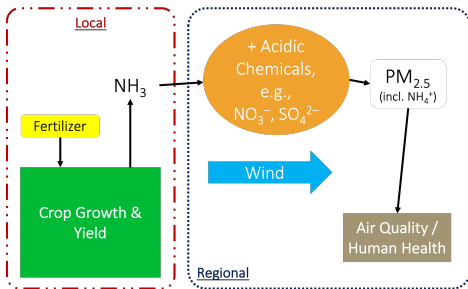 Local
NH₃
Fertilizer
Crop Growth &
Yield
+ Acidic
Chemicals,
e.g.,
NO₃⁻, SO₄²⁻
PM₂.₅
(incl. NH₄⁺)
Wind
Air Quality /
Human Health
Regional